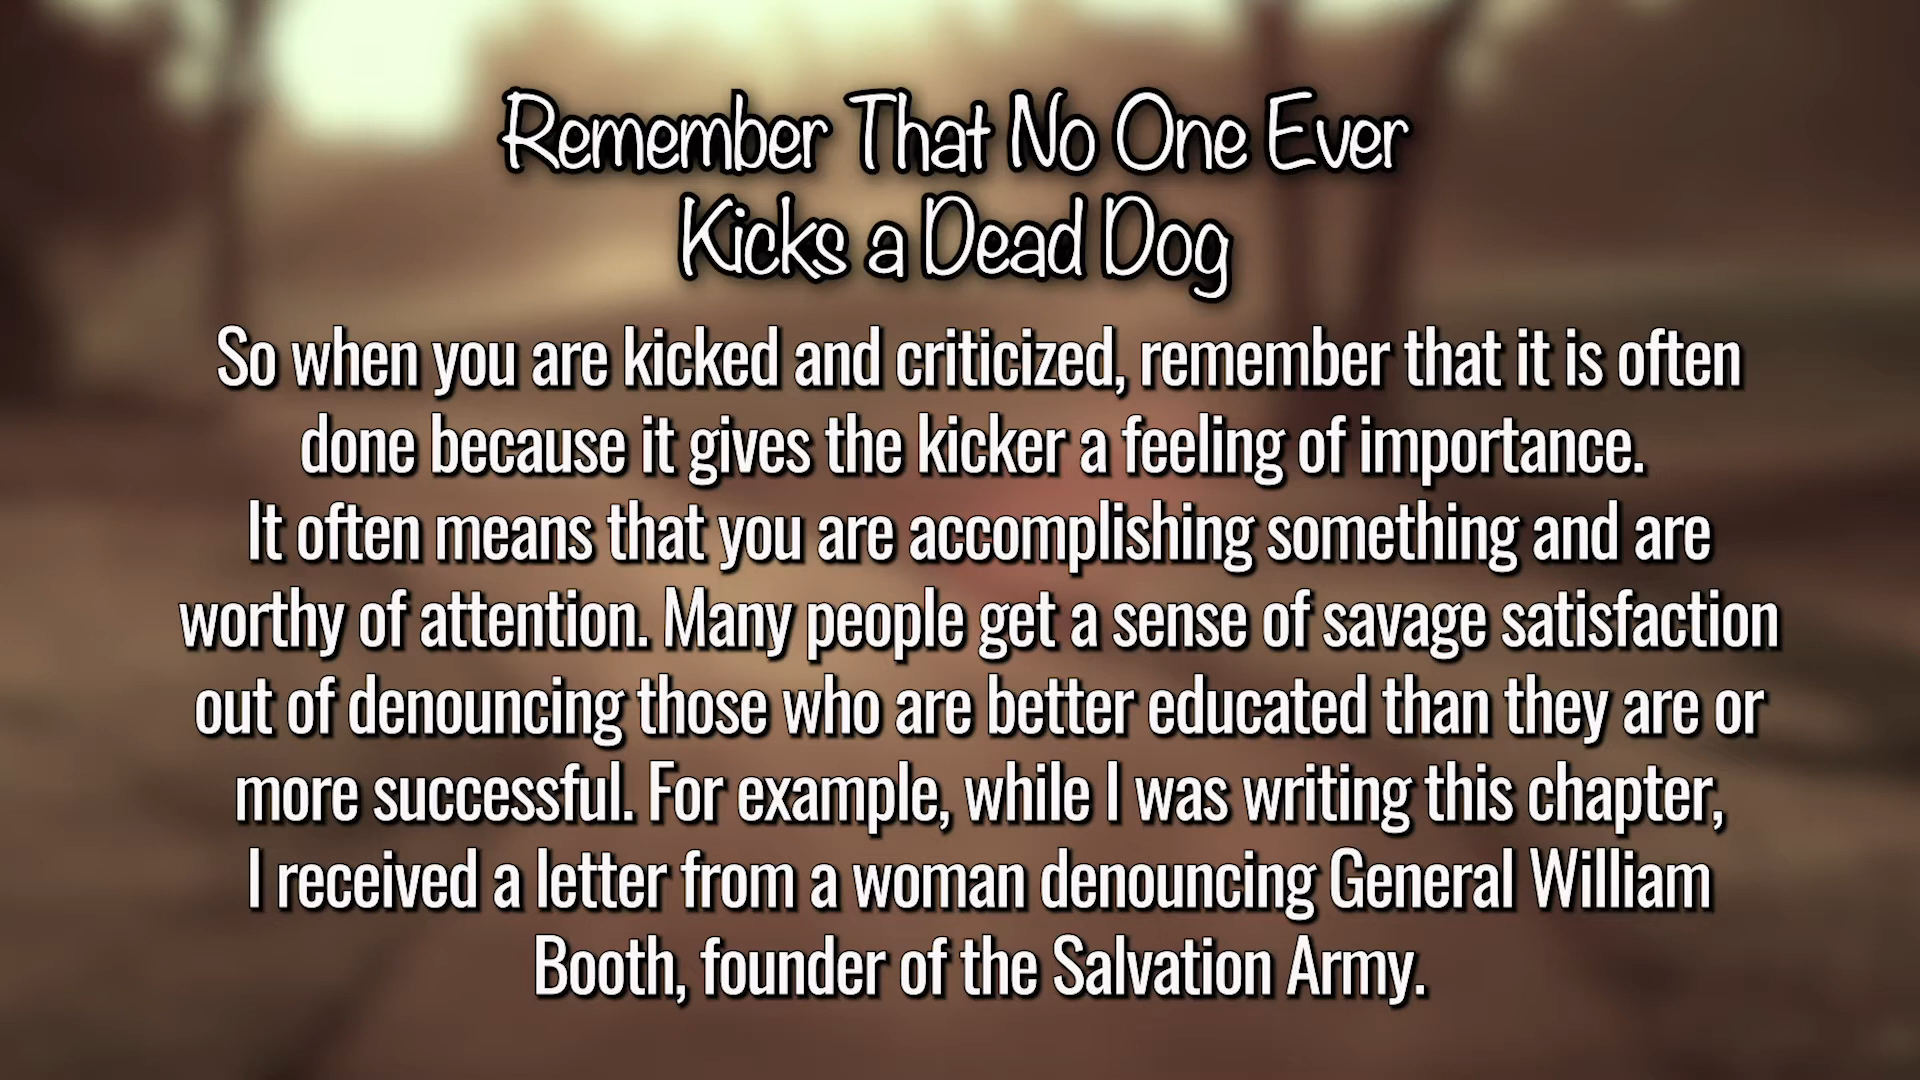 Remember That No One Ever
Kicks a Dead Dog
So when you are kicked and criticized, remember that it is often
done because it gives the kicker a feeling of importance.
It often means that you are accomplishing something and are
worthy of attention. Many people get a sense of savage satisfaction
out of denouncing those who are better educated than they are or
more successful. For example, while I was writing this chapter,
I received a letter from a woman denouncing General William
Booth, founder of the Salvation Army.